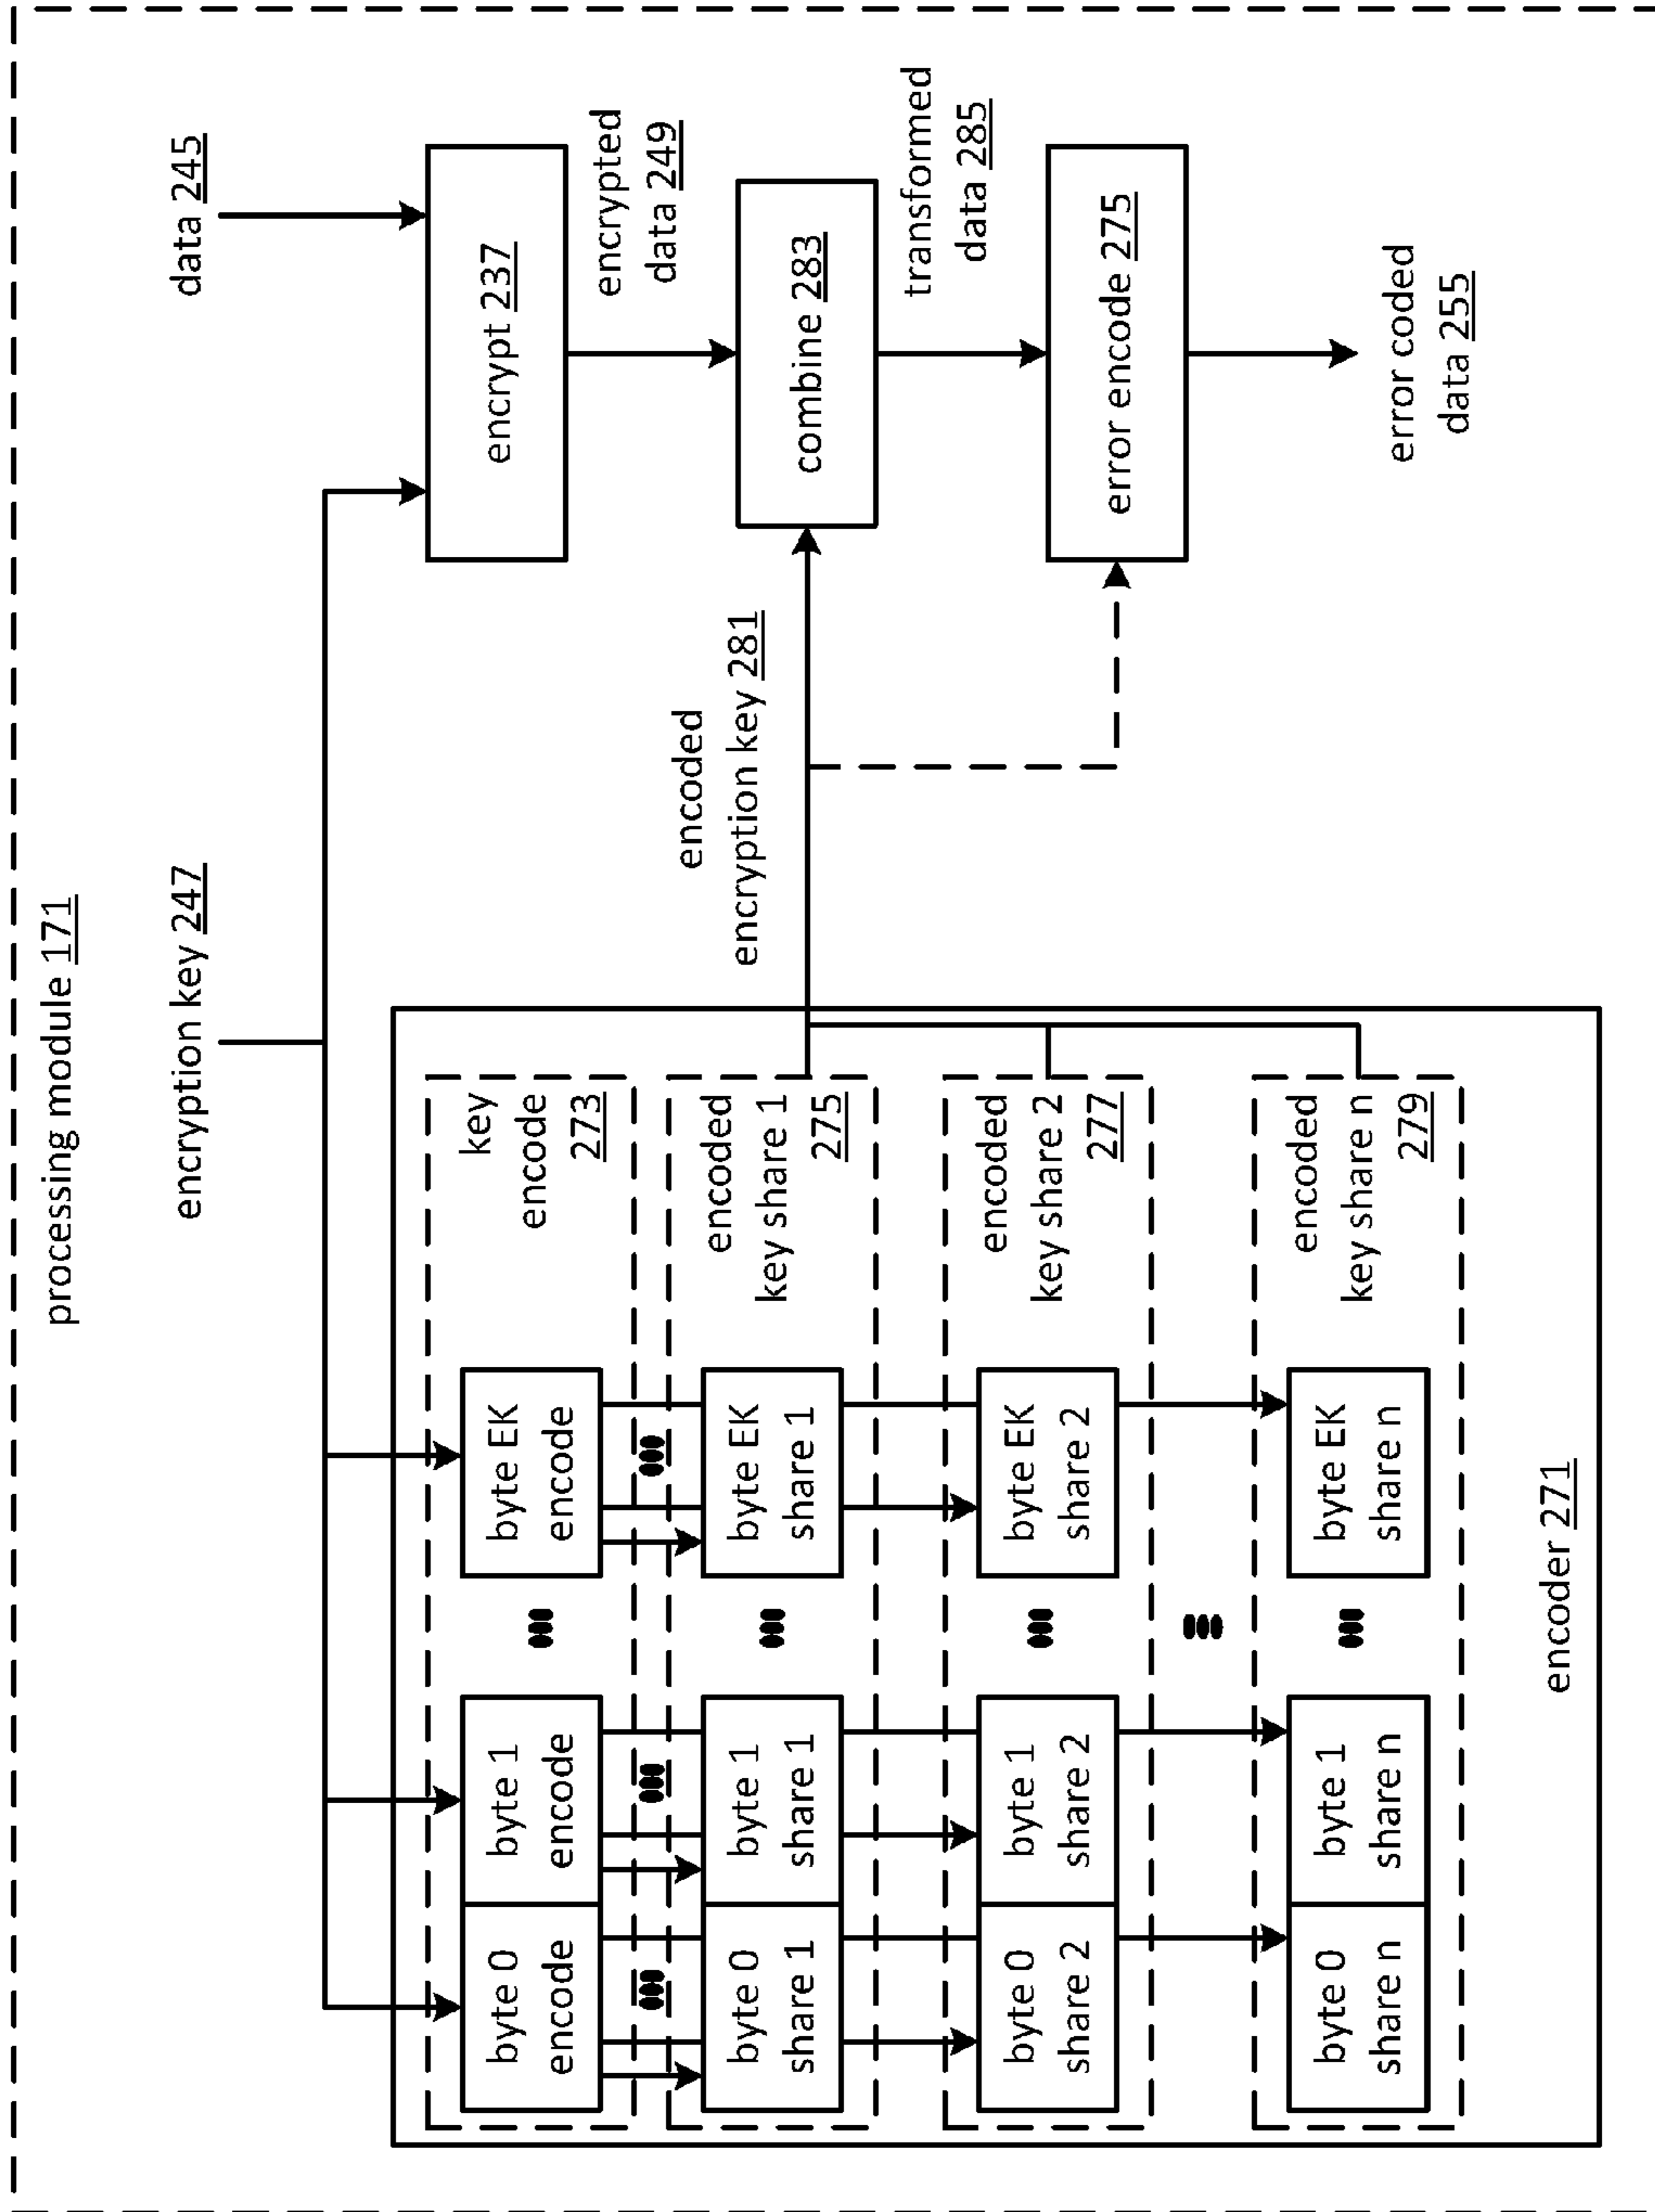 processing module 171
encryption key 247
data 245
encrypt 237
encrypted
data 249
encoded
encryption key 281
combine 283
transformed
data 285
error encode 275
error coded
data 255
byte 0
encode
byte 1
encode
byte EK
encode
key
encode
273
byte 0
share 1
byte 1
share 1
byte EK
share 1
encoded
key share 1
275
byte 0
share 2
byte 1
share 2
byte EK
share 2
encoded
key share 2
277
byte 0
share n
byte 1
share n
byte EK
share n
encoded
key share n
279
encoder 271